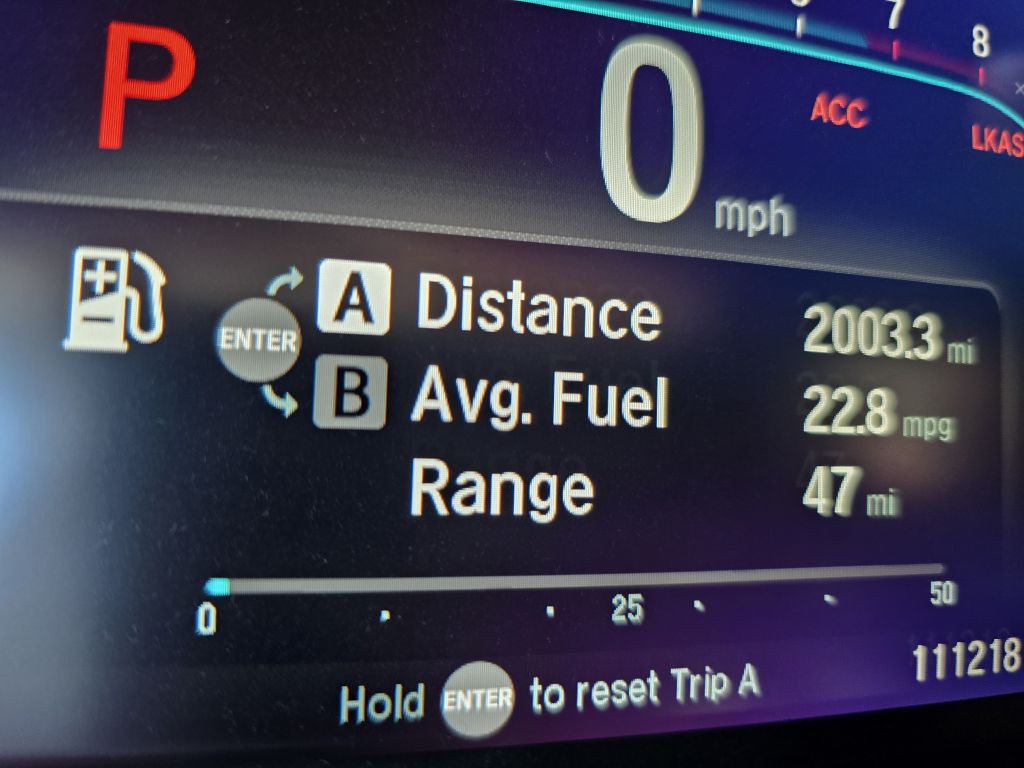 7 8
P 0 mph ACC LKAS
ENTER A Distance 2003.3 mi
B Avg. Fuel 22.8 mpg
Range 47 mi
0 25 50
111218
Hold ENTER to reset Trip A